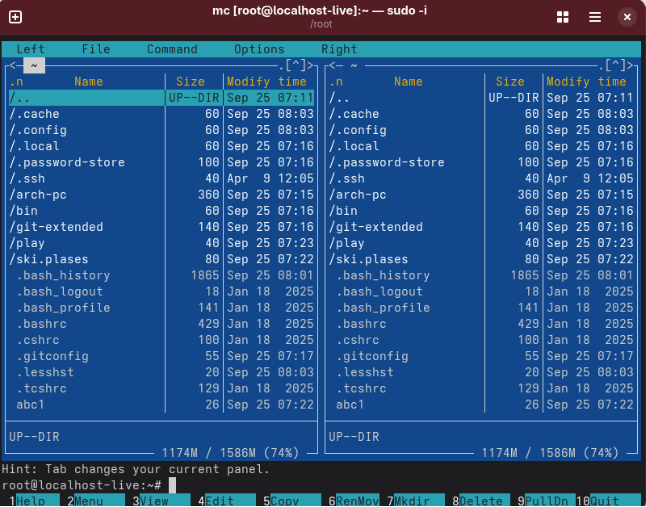 mc [root@localhost-live]:~ — sudo -i
/root
Left File Command Options Right
<— ~ .[^]> <— ~ .[^]>
.n Name Size Modify time .n Name Size Modify time
/.. UP--DIR Sep 25 07:11 /.. UP--DIR Sep 25 07:11
/.cache 60 Sep 25 08:03 /.cache 60 Sep 25 08:03
/.config 60 Sep 25 08:03 /.config 60 Sep 25 08:03
/.local 60 Sep 25 07:16 /.local 60 Sep 25 07:16
/.password-store 100 Sep 25 07:16 /.password-store 100 Sep 25 07:16
/.ssh 40 Apr 9 12:05 /.ssh 40 Apr 9 12:05
/arch-pc 360 Sep 25 07:15 /arch-pc 360 Sep 25 07:15
/bin 60 Sep 25 07:16 /bin 60 Sep 25 07:16
/git-extended 140 Sep 25 07:16 /git-extended 140 Sep 25 07:16
/play 40 Sep 25 07:23 /play 40 Sep 25 07:23
/ski.plases 80 Sep 25 07:22 /ski.plases 80 Sep 25 07:22
.bash_history 1865 Sep 25 08:01 .bash_history 1865 Sep 25 08:01
.bash_logout 18 Jan 18 2025 .bash_logout 18 Jan 18 2025
.bash_profile 141 Jan 18 2025 .bash_profile 141 Jan 18 2025
.bashrc 429 Jan 18 2025 .bashrc 429 Jan 18 2025
.cshrc 100 Jan 18 2025 .cshrc 100 Jan 18 2025
.gitconfig 55 Sep 25 07:17 .gitconfig 55 Sep 25 07:17
.lesshst 20 Sep 25 08:03 .lesshst 20 Sep 25 08:03
.tcshrc 129 Jan 18 2025 .tcshrc 129 Jan 18 2025
abc1 26 Sep 25 07:22 abc1 26 Sep 25 07:22
UP--DIR UP--DIR
1174M / 1586M (74%) 1174M / 1586M (74%)
Hint: Tab changes your current panel.
root@localhost-live:~#
1Help 2Menu 3View 4Edit 5Copy 6RenMov 7Mkdir 8Delete 9PullDn 10Quit